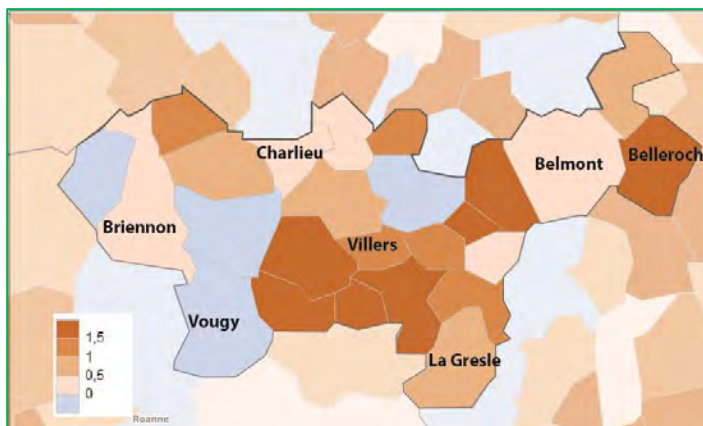 Charlieu
Belmont
Belleroch
Briennon
Villers
Vougy
La Gresle
1,5
1
0,5
0
Roanne